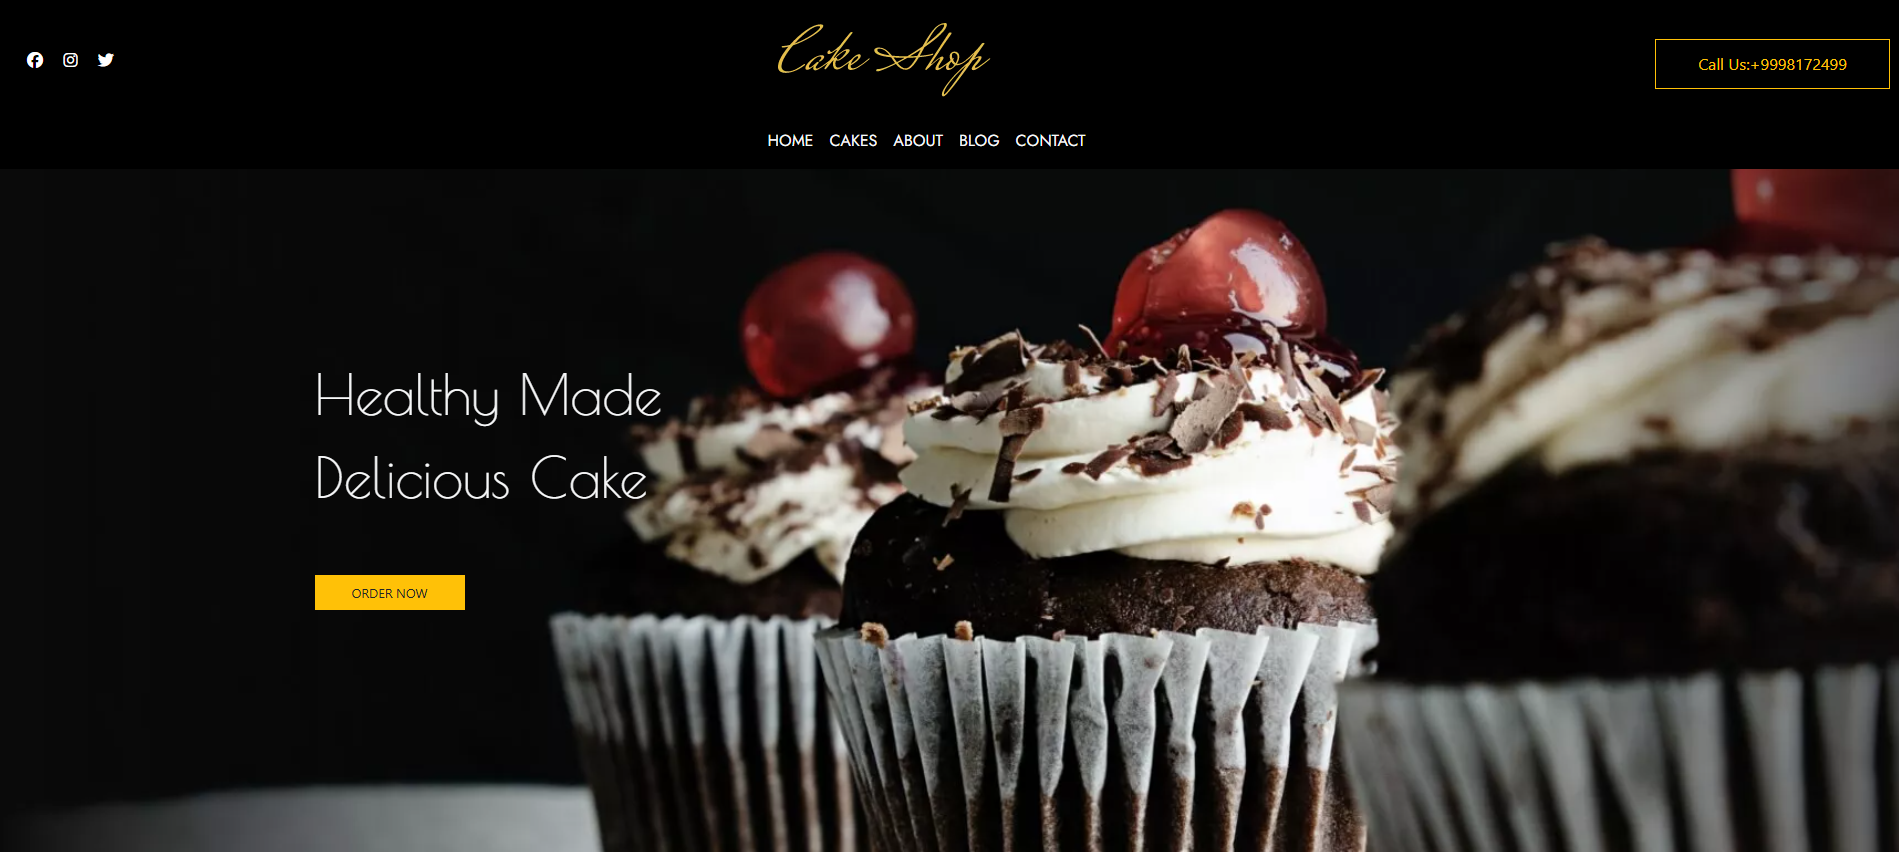 Cake Shop
Call Us:+9998172499
HOME CAKES ABOUT BLOG CONTACT
Healthy Made
Delicious Cake
ORDER NOW